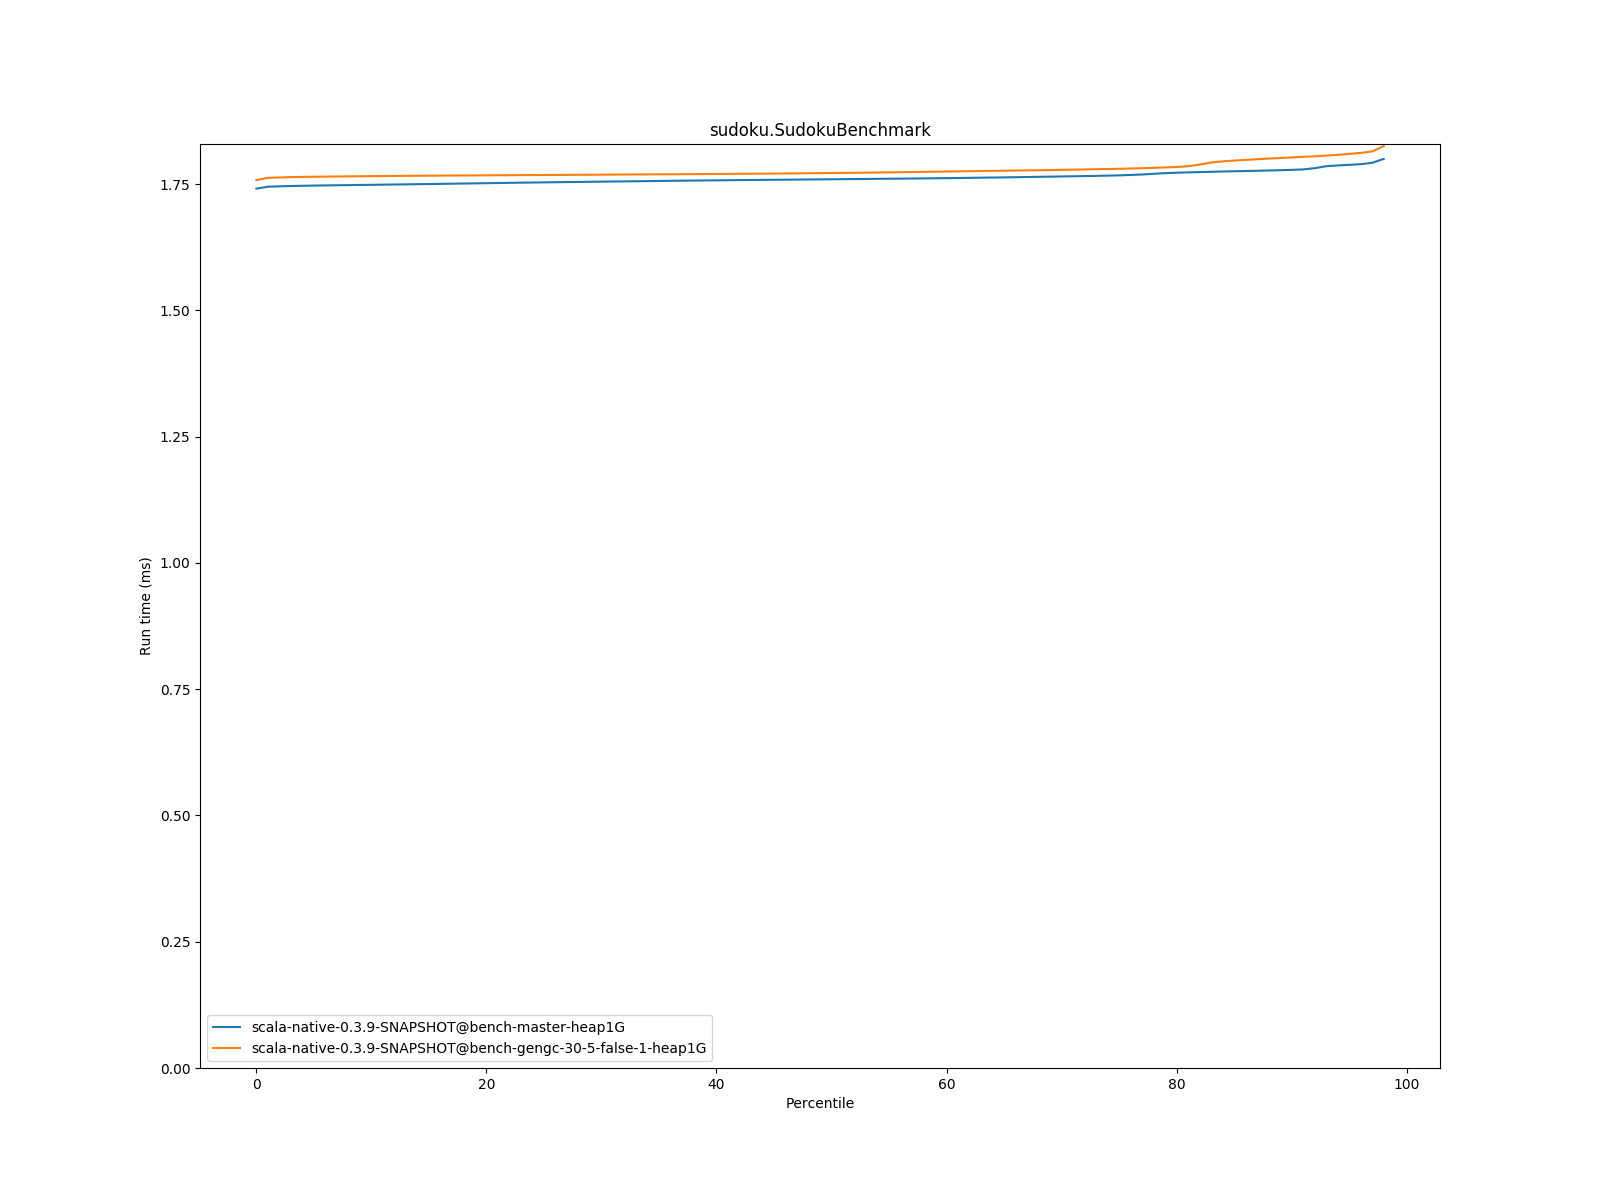 sudoku.SudokuBenchmark
1.75
1.50
1.25
1.00
0.75
0.50
0.25
0.00
Run time (ms)
scala-native-0.3.9-SNAPSHOT@bench-master-heap1G
scala-native-0.3.9-SNAPSHOT@bench-gengc-30-5-false-1-heap1G
0 20 40 60 80 100
Percentile